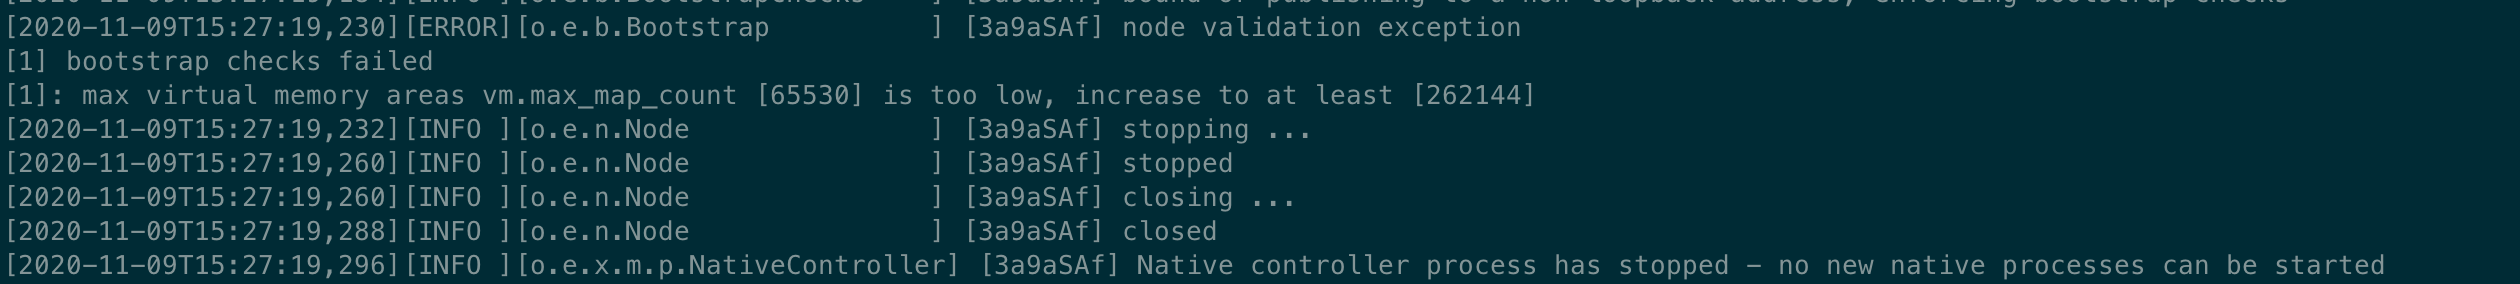 [2020-11-09T15:27:19,230][ERROR][o.e.b.Bootstrap          ] [3a9aSAf] node validation exception
[1] bootstrap checks failed
[1]: max virtual memory areas vm.max_map_count [65530] is too low, increase to at least [262144]
[2020-11-09T15:27:19,232][INFO ][o.e.n.Node               ] [3a9aSAf] stopping ...
[2020-11-09T15:27:19,260][INFO ][o.e.n.Node               ] [3a9aSAf] stopped
[2020-11-09T15:27:19,260][INFO ][o.e.n.Node               ] [3a9aSAf] closing ...
[2020-11-09T15:27:19,288][INFO ][o.e.n.Node               ] [3a9aSAf] closed
[2020-11-09T15:27:19,296][INFO ][o.e.x.m.p.NativeController] [3a9aSAf] Native controller process has stopped - no new native processes can be started